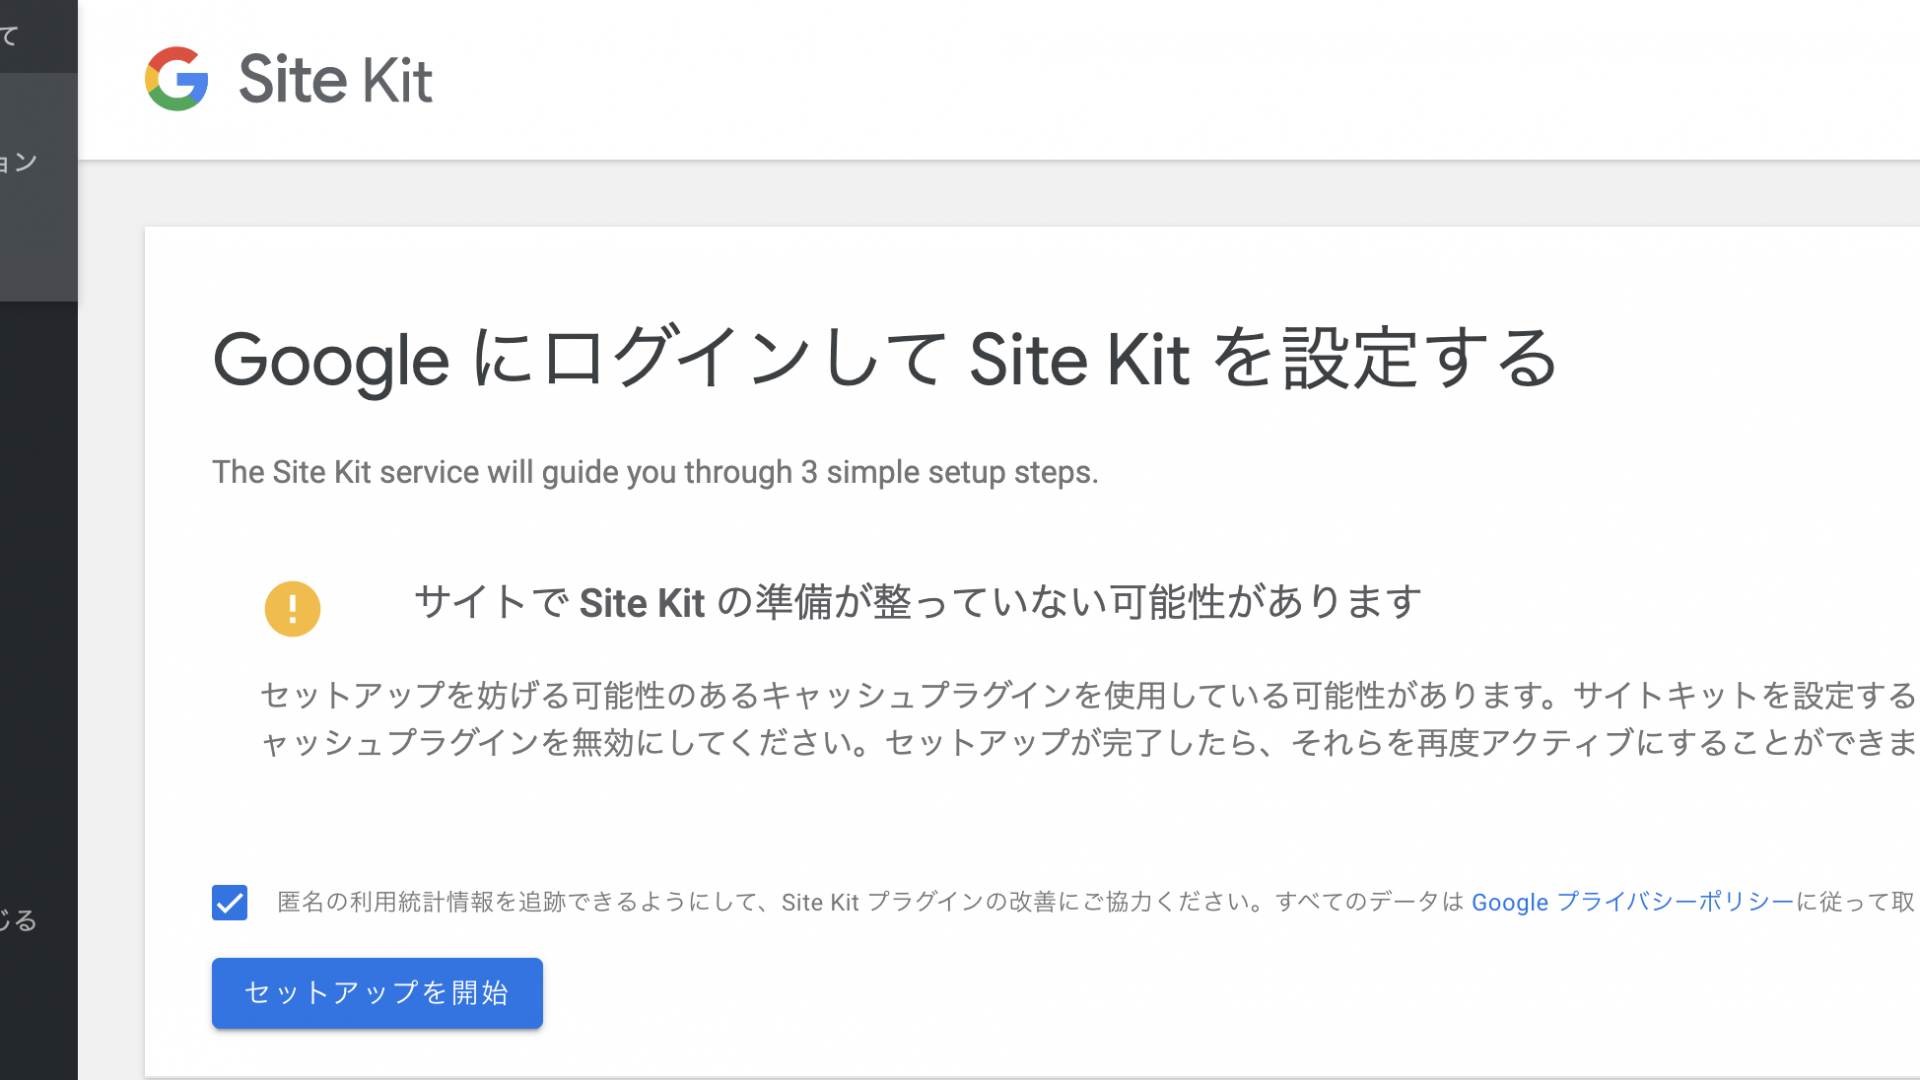 て
Site Kit
ョン
Google にログインして Site Kit を設定する
The Site Kit service will guide you through 3 simple setup steps.
サイトで Site Kit の準備が整っていない可能性があります
セットアップを妨げる可能性のあるキャッシュプラグインを使用している可能性があります。サイトキットを設定する
ャッシュプラグインを無効にしてください。セットアップが完了したら、それらを再度アクティブにすることができま
匿名の利用統計情報を追跡できるようにして、Site Kit プラグインの改善にご協力ください。すべてのデータは Google プライバシーポリシーに従って取
じる
セットアップを開始